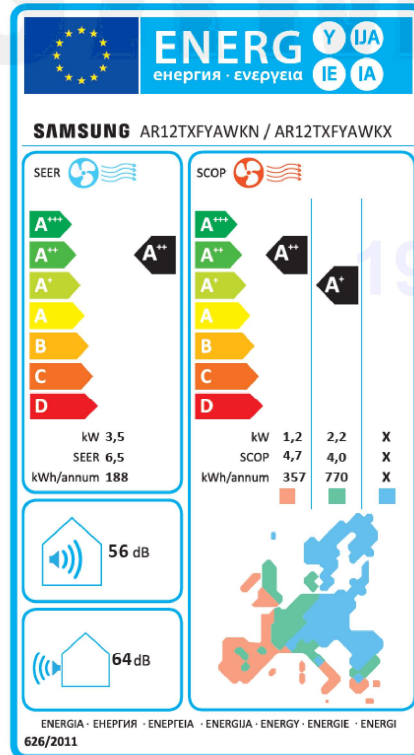 ENERG Y IJA
енергия · ενεργεια IE IA
SAMSUNG AR12TXFYAWKN / AR12TXFYAWKX
SEER
SCOP
A+++ A++ A+ A B C D
A++
kW 3,5
SEER 6,5
kWh/annum 188
A+++ A++ A+ A B C D
A++ A+
kW 1,2 2,2 X
SCOP 4,7 4,0 X
kWh/annum 357 770 X
56 dB
64 dB
ENERGIA · ЕНЕРГИЯ · ΕΝΕΡΓΕΙΑ · ENERGIJA · ENERGY · ENERGIE · ENERGI
626/2011
19